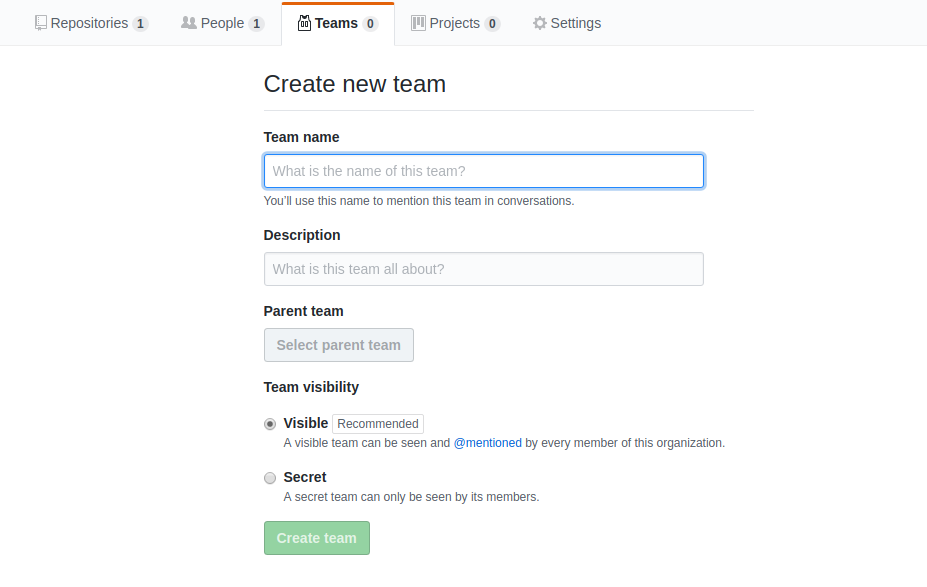 Repositories 1 People 1 Teams 0 Projects 0 Settings
Create new team
Team name
What is the name of this team?
You'll use this name to mention this team in conversations.
Description
What is this team all about?
Parent team
Select parent team
Team visibility
Visible Recommended
A visible team can be seen and @mentioned by every member of this organization.
Secret
A secret team can only be seen by its members.
Create team